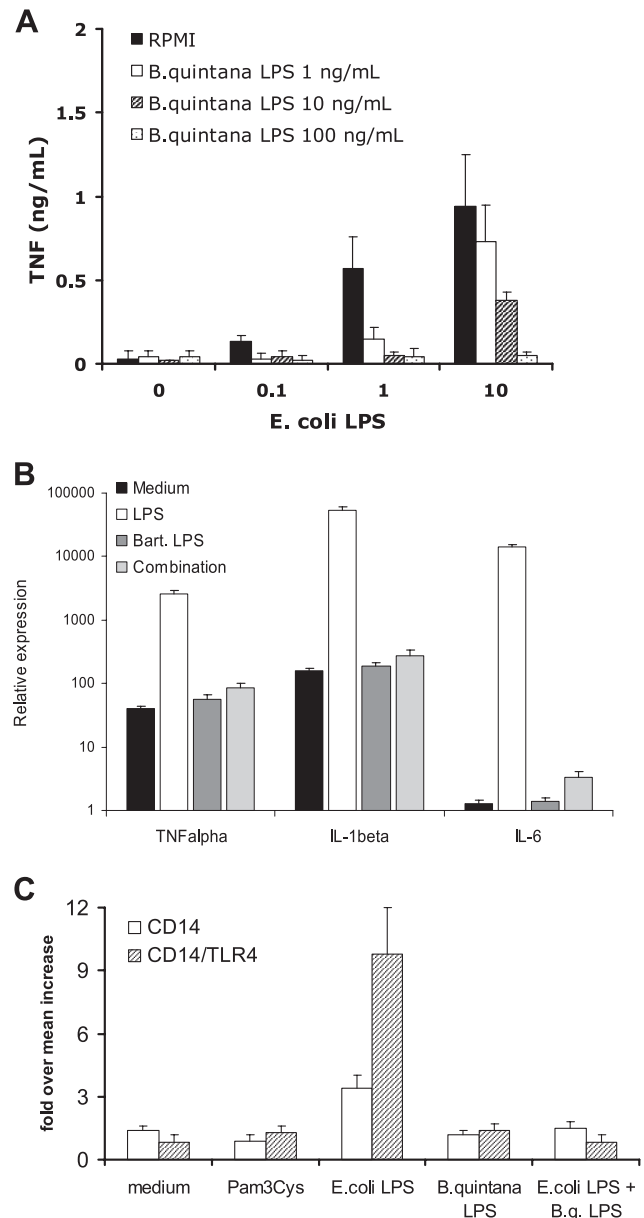 A
2
1.5
1
0.5
0
TNF (ng/mL)
RPMI
B.quintana LPS 1 ng/mL
B.quintana LPS 10 ng/mL
B.quintana LPS 100 ng/mL
0 0.1 1 10
E. coli LPS
B
100000
10000
1000
100
10
1
Relative expression
Medium
LPS
Bart. LPS
Combination
TNFalpha IL-1beta IL-6
C
12
9
6
3
0
fold over mean increase
CD14
CD14/TLR4
medium Pam3Cys E.coli LPS B.quintana E.coli LPS +
LPS B.q. LPS